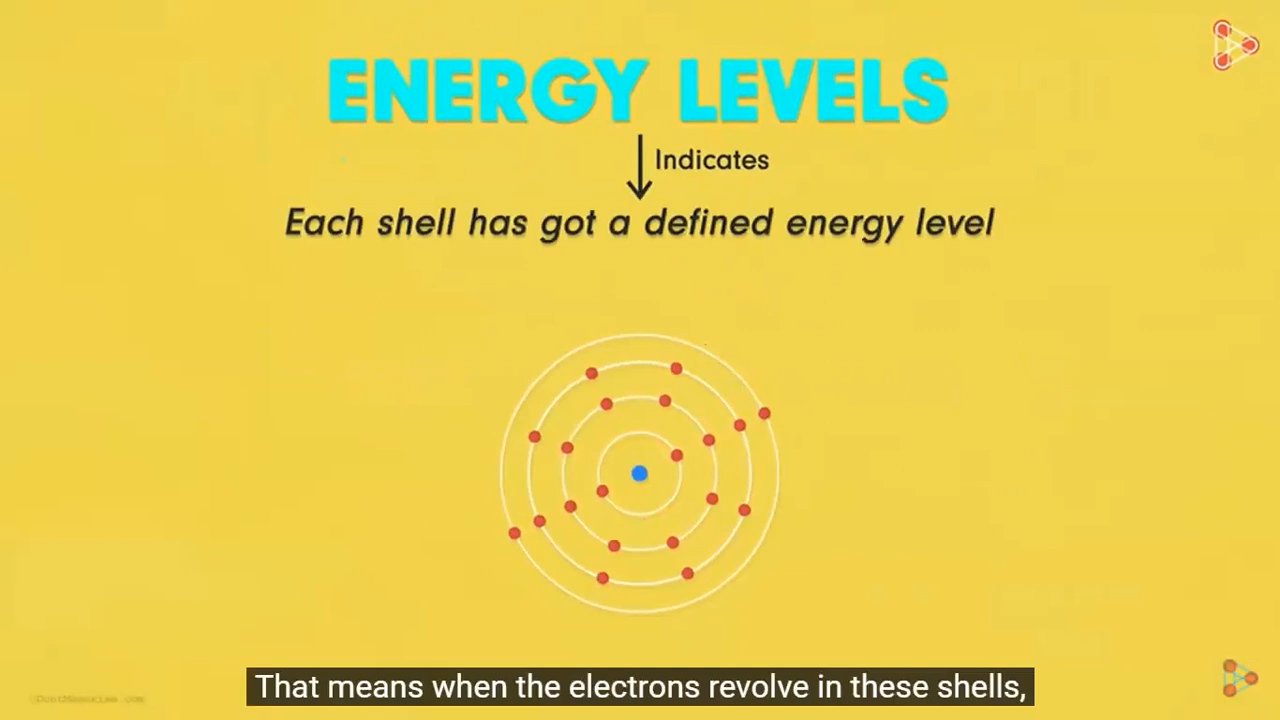 ENERGY LEVELS
Indicates
Each shell has got a defined energy level
That means when the electrons revolve in these shells,